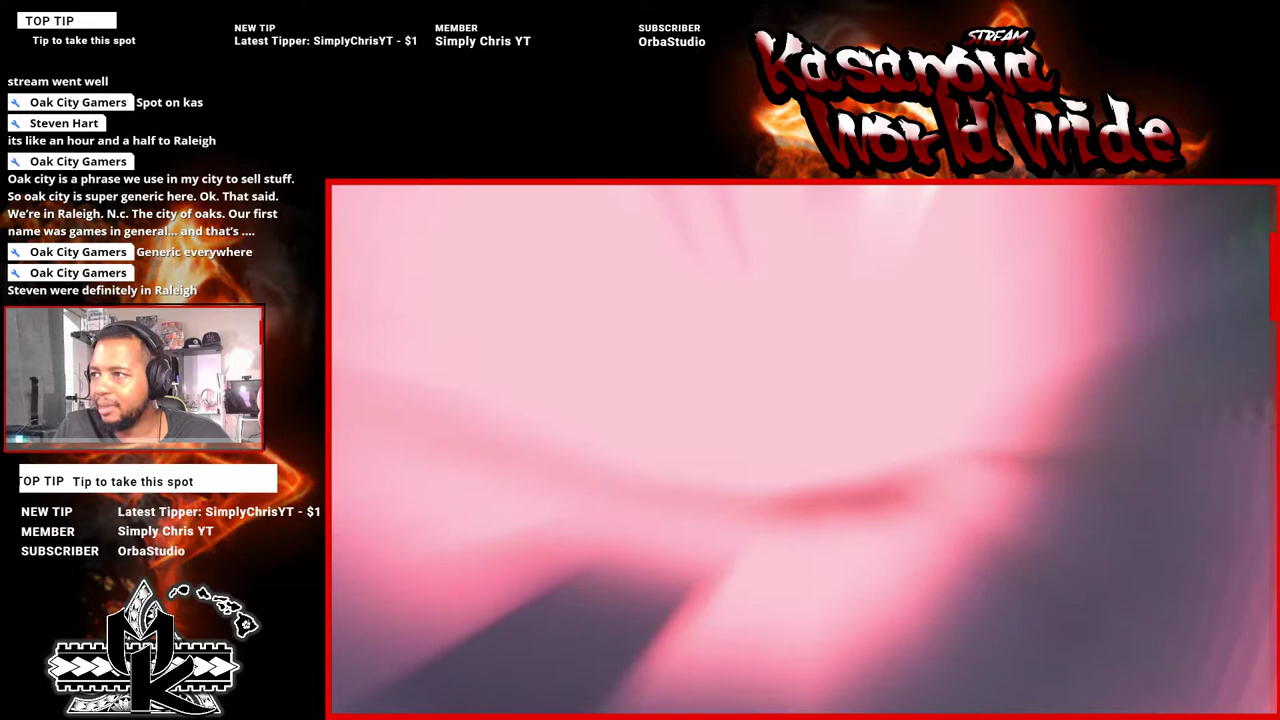 TOP TIP
Tip to take this spot
NEW TIP
Latest Tipper: SimplyChrisYT - $1
MEMBER
Simply Chris YT
SUBSCRIBER
OrbaStudio
STREAM
Kasanova
World Wide
stream went well
Oak City Gamers Spot on kas
Steven Hart
its like an hour and a half to Raleigh
Oak City Gamers
Oak city is a phrase we use in my city to sell stuff.
So oak city is super generic here. Ok. That said.
We're in Raleigh. N.c. The city of oaks. Our first
name was games in general... and that's ....
Oak City Gamers Generic everywhere
Oak City Gamers
Steven were definitely in Raleigh
TOP TIP Tip to take this spot
NEW TIP Latest Tipper: SimplyChrisYT - $1
MEMBER Simply Chris YT
SUBSCRIBER OrbaStudio
MK